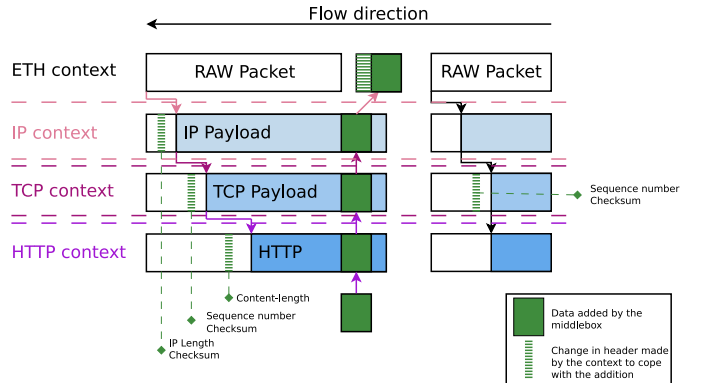 Flow direction
ETH context
RAW Packet
RAW Packet
IP context
IP Payload
TCP context
TCP Payload
Sequence number
Checksum
HTTP context
HTTP
Content-length
Sequence number
Checksum
IP Length
Checksum
Data added by the
middlebox
Change in header made
by the context to cope
with the addition